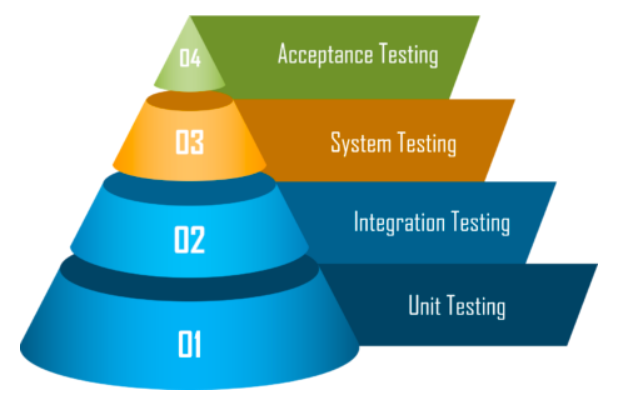 04 Acceptance Testing
03 System Testing
02 Integration Testing
01 Unit Testing